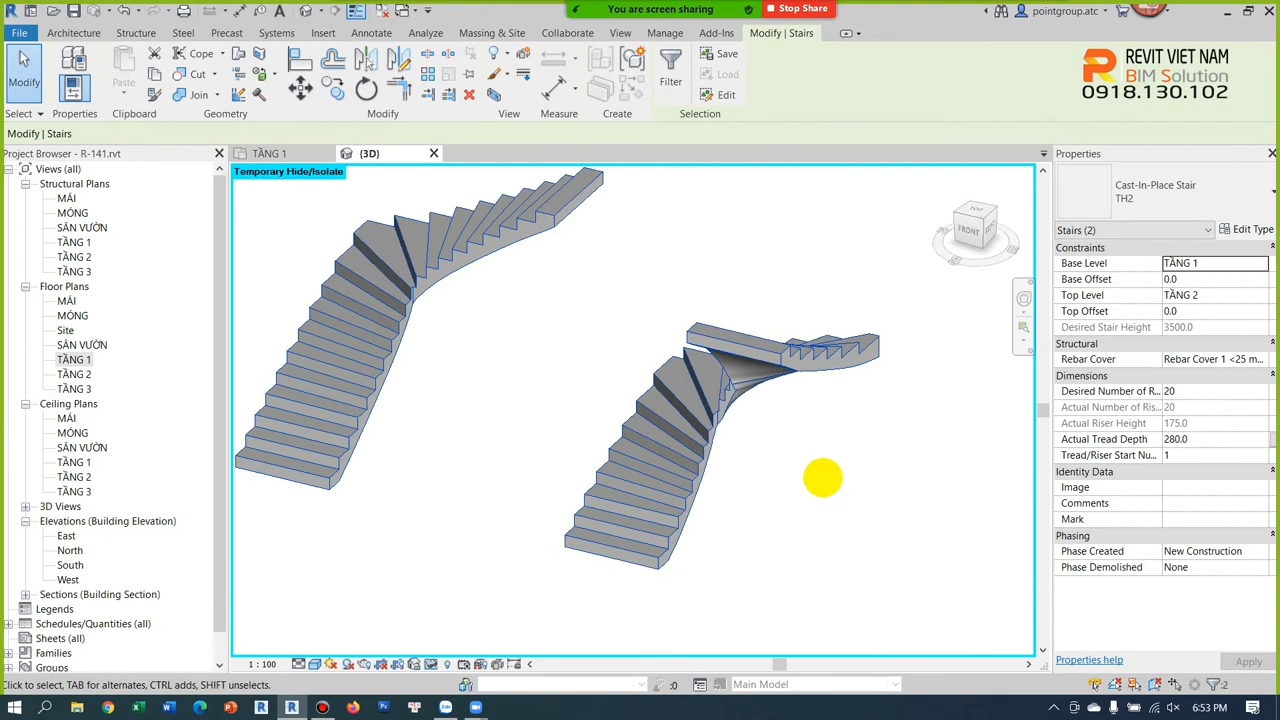 You are screen sharing
Stop Share
pointgroup.atc
File
Architecture
Structure
Steel
Precast
Systems
Insert
Annotate
Analyze
Massing & Site
Collaborate
View
Manage
Add-Ins
Modify | Stairs
Modify
Paste
Cope
Cut
Join
Filter
Save
Load
Edit
Select
Properties
Clipboard
Geometry
Modify
View
Measure
Create
Selection
REVIT VIET NAM
BIM Solution
0918.130.102
Modify | Stairs
Project Browser - R-141.rvt
Views (all)
Structural Plans
MÁI
MÓNG
SÂN VƯỜN
TẦNG 1
TẦNG 2
TẦNG 3
Floor Plans
MÁI
MÓNG
Site
SÂN VƯỜN
TẦNG 1
TẦNG 2
TẦNG 3
Ceiling Plans
MÁI
MÓNG
SÂN VƯỜN
TẦNG 1
TẦNG 2
TẦNG 3
3D Views
Elevations (Building Elevation)
East
North
South
West
Sections (Building Section)
Legends
Schedules/Quantities (all)
Sheets (all)
Families
Groups
TẦNG 1
(3D)
Temporary Hide/Isolate
TOP
FRONT
1 : 100
Properties
Cast-In-Place Stair
TH2
Stairs (2)
Edit Type
Constraints
Base Level TẦNG 1
Base Offset 0.0
Top Level TẦNG 2
Top Offset 0.0
Desired Stair Height 3500.0
Structural
Rebar Cover Rebar Cover 1 <25 m...
Dimensions
Desired Number of R... 20
Actual Number of Ris... 20
Actual Riser Height 175.0
Actual Tread Depth 280.0
Tread/Riser Start Nu... 1
Identity Data
Image
Comments
Mark
Phasing
Phase Created New Construction
Phase Demolished None
Properties help
Apply
Click to select, TAB for alternates, CTRL adds, SHIFT unselects.
:0
Main Model
:2
6:53 PM